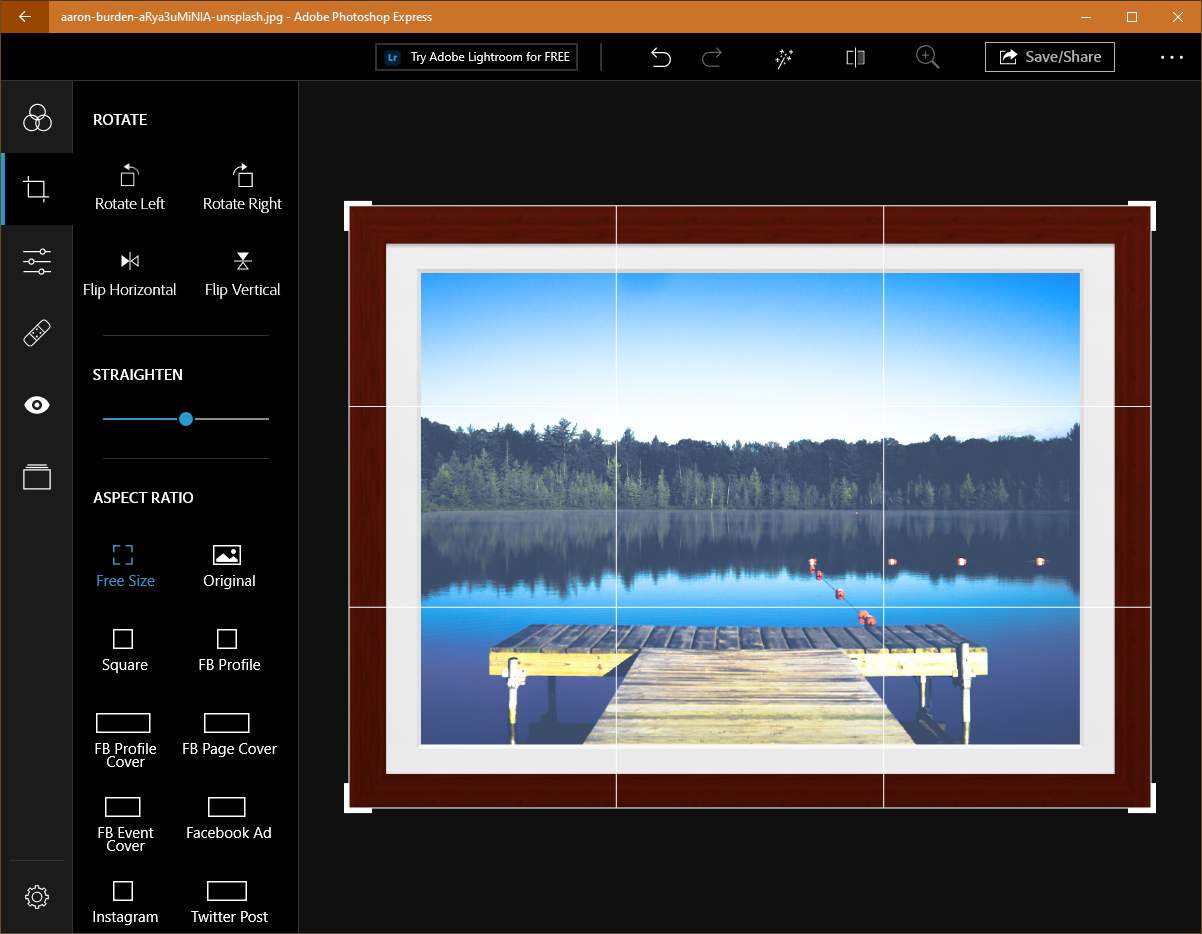 aaron-burden-aRya3uMiNIA-unsplash.jpg - Adobe Photoshop Express
Lr Try Adobe Lightroom for FREE
Save/Share
ROTATE
Rotate Left Rotate Right
Flip Horizontal Flip Vertical
STRAIGHTEN
ASPECT RATIO
Free Size Original
Square FB Profile
FB Profile
Cover
FB Page Cover
FB Event
Cover
Facebook Ad
Instagram Twitter Post